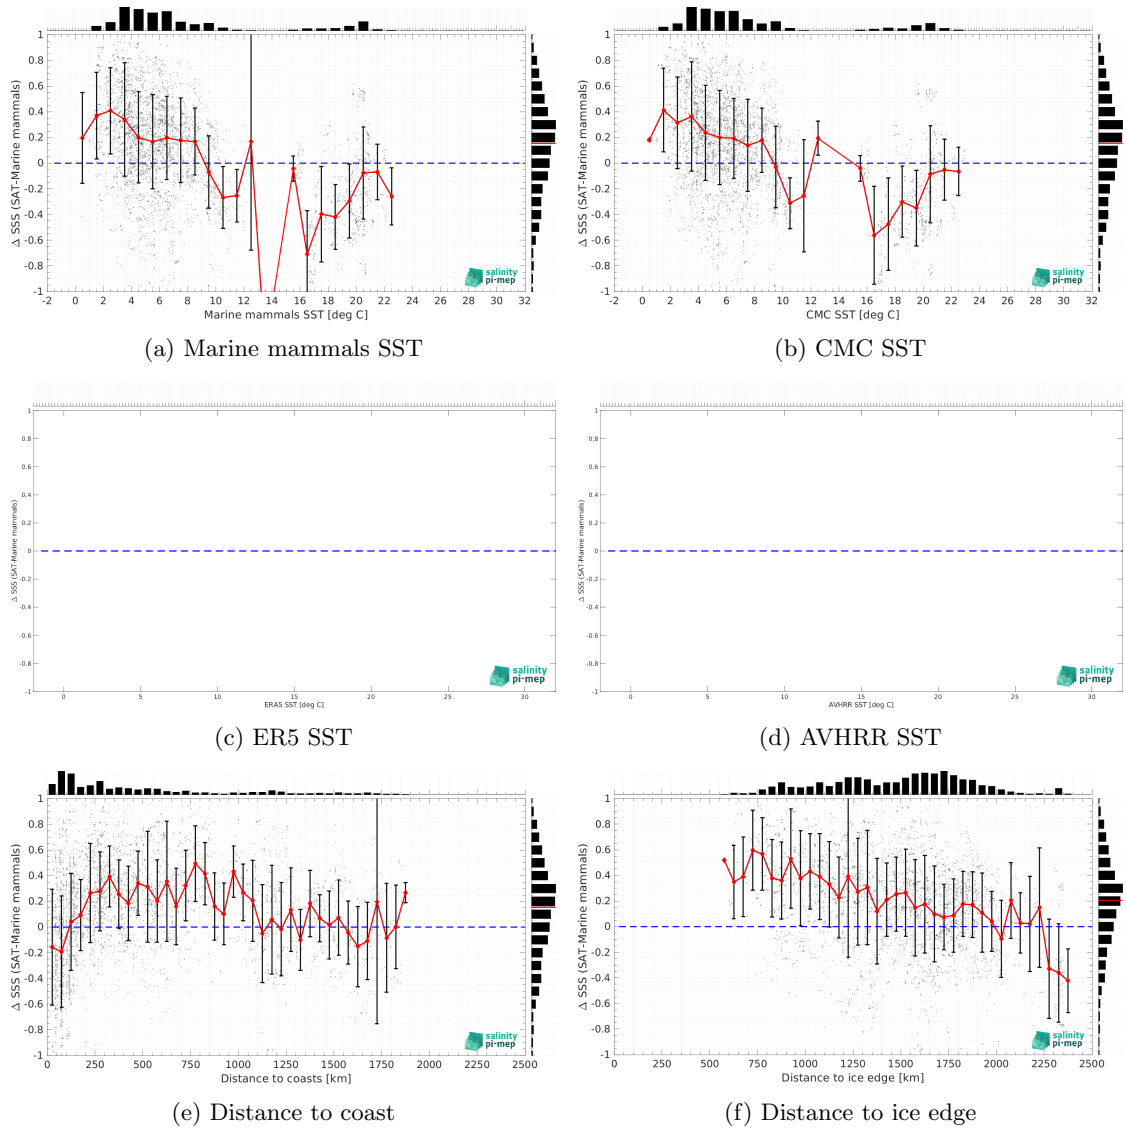 1
0.8
0.6
0.4
0.2
0
-0.2
-0.4
-0.6
-0.8
-1
Δ SSS (SAT-Marine mammals)
-2 0 2 4 6 8 10 12 14 16 18 20 22 24 26 28 30 32
Marine mammals SST [deg C]
salinity
pi-mep
(a) Marine mammals SST
1
0.8
0.6
0.4
0.2
0
-0.2
-0.4
-0.6
-0.8
-1
Δ SSS (SAT-Marine mammals)
-2 0 2 4 6 8 10 12 14 16 18 20 22 24 26 28 30 32
CMC SST [deg C]
salinity
pi-mep
(b) CMC SST
1
0.8
0.6
0.4
0.2
0
-0.2
-0.4
-0.6
-0.8
-1
Δ SSS (SAT-Marine mammals)
0 5 10 15 20 25 30
ERA5 SST [deg C]
salinity
pi-mep
(c) ER5 SST
1
0.8
0.6
0.4
0.2
0
-0.2
-0.4
-0.6
-0.8
-1
Δ SSS (SAT-Marine mammals)
0 5 10 15 20 25 30
AVHRR SST [deg C]
salinity
pi-mep
(d) AVHRR SST
1
0.8
0.6
0.4
0.2
0
-0.2
-0.4
-0.6
-0.8
-1
Δ SSS (SAT-Marine mammals)
0 250 500 750 1000 1250 1500 1750 2000 2250 2500
Distance to coasts [km]
salinity
pi-mep
(e) Distance to coast
1
0.8
0.6
0.4
0.2
0
-0.2
-0.4
-0.6
-0.8
-1
Δ SSS (SAT-Marine mammals)
0 250 500 750 1000 1250 1500 1750 2000 2250 2500
Distance to ice edge [km]
salinity
pi-mep
(f) Distance to ice edge